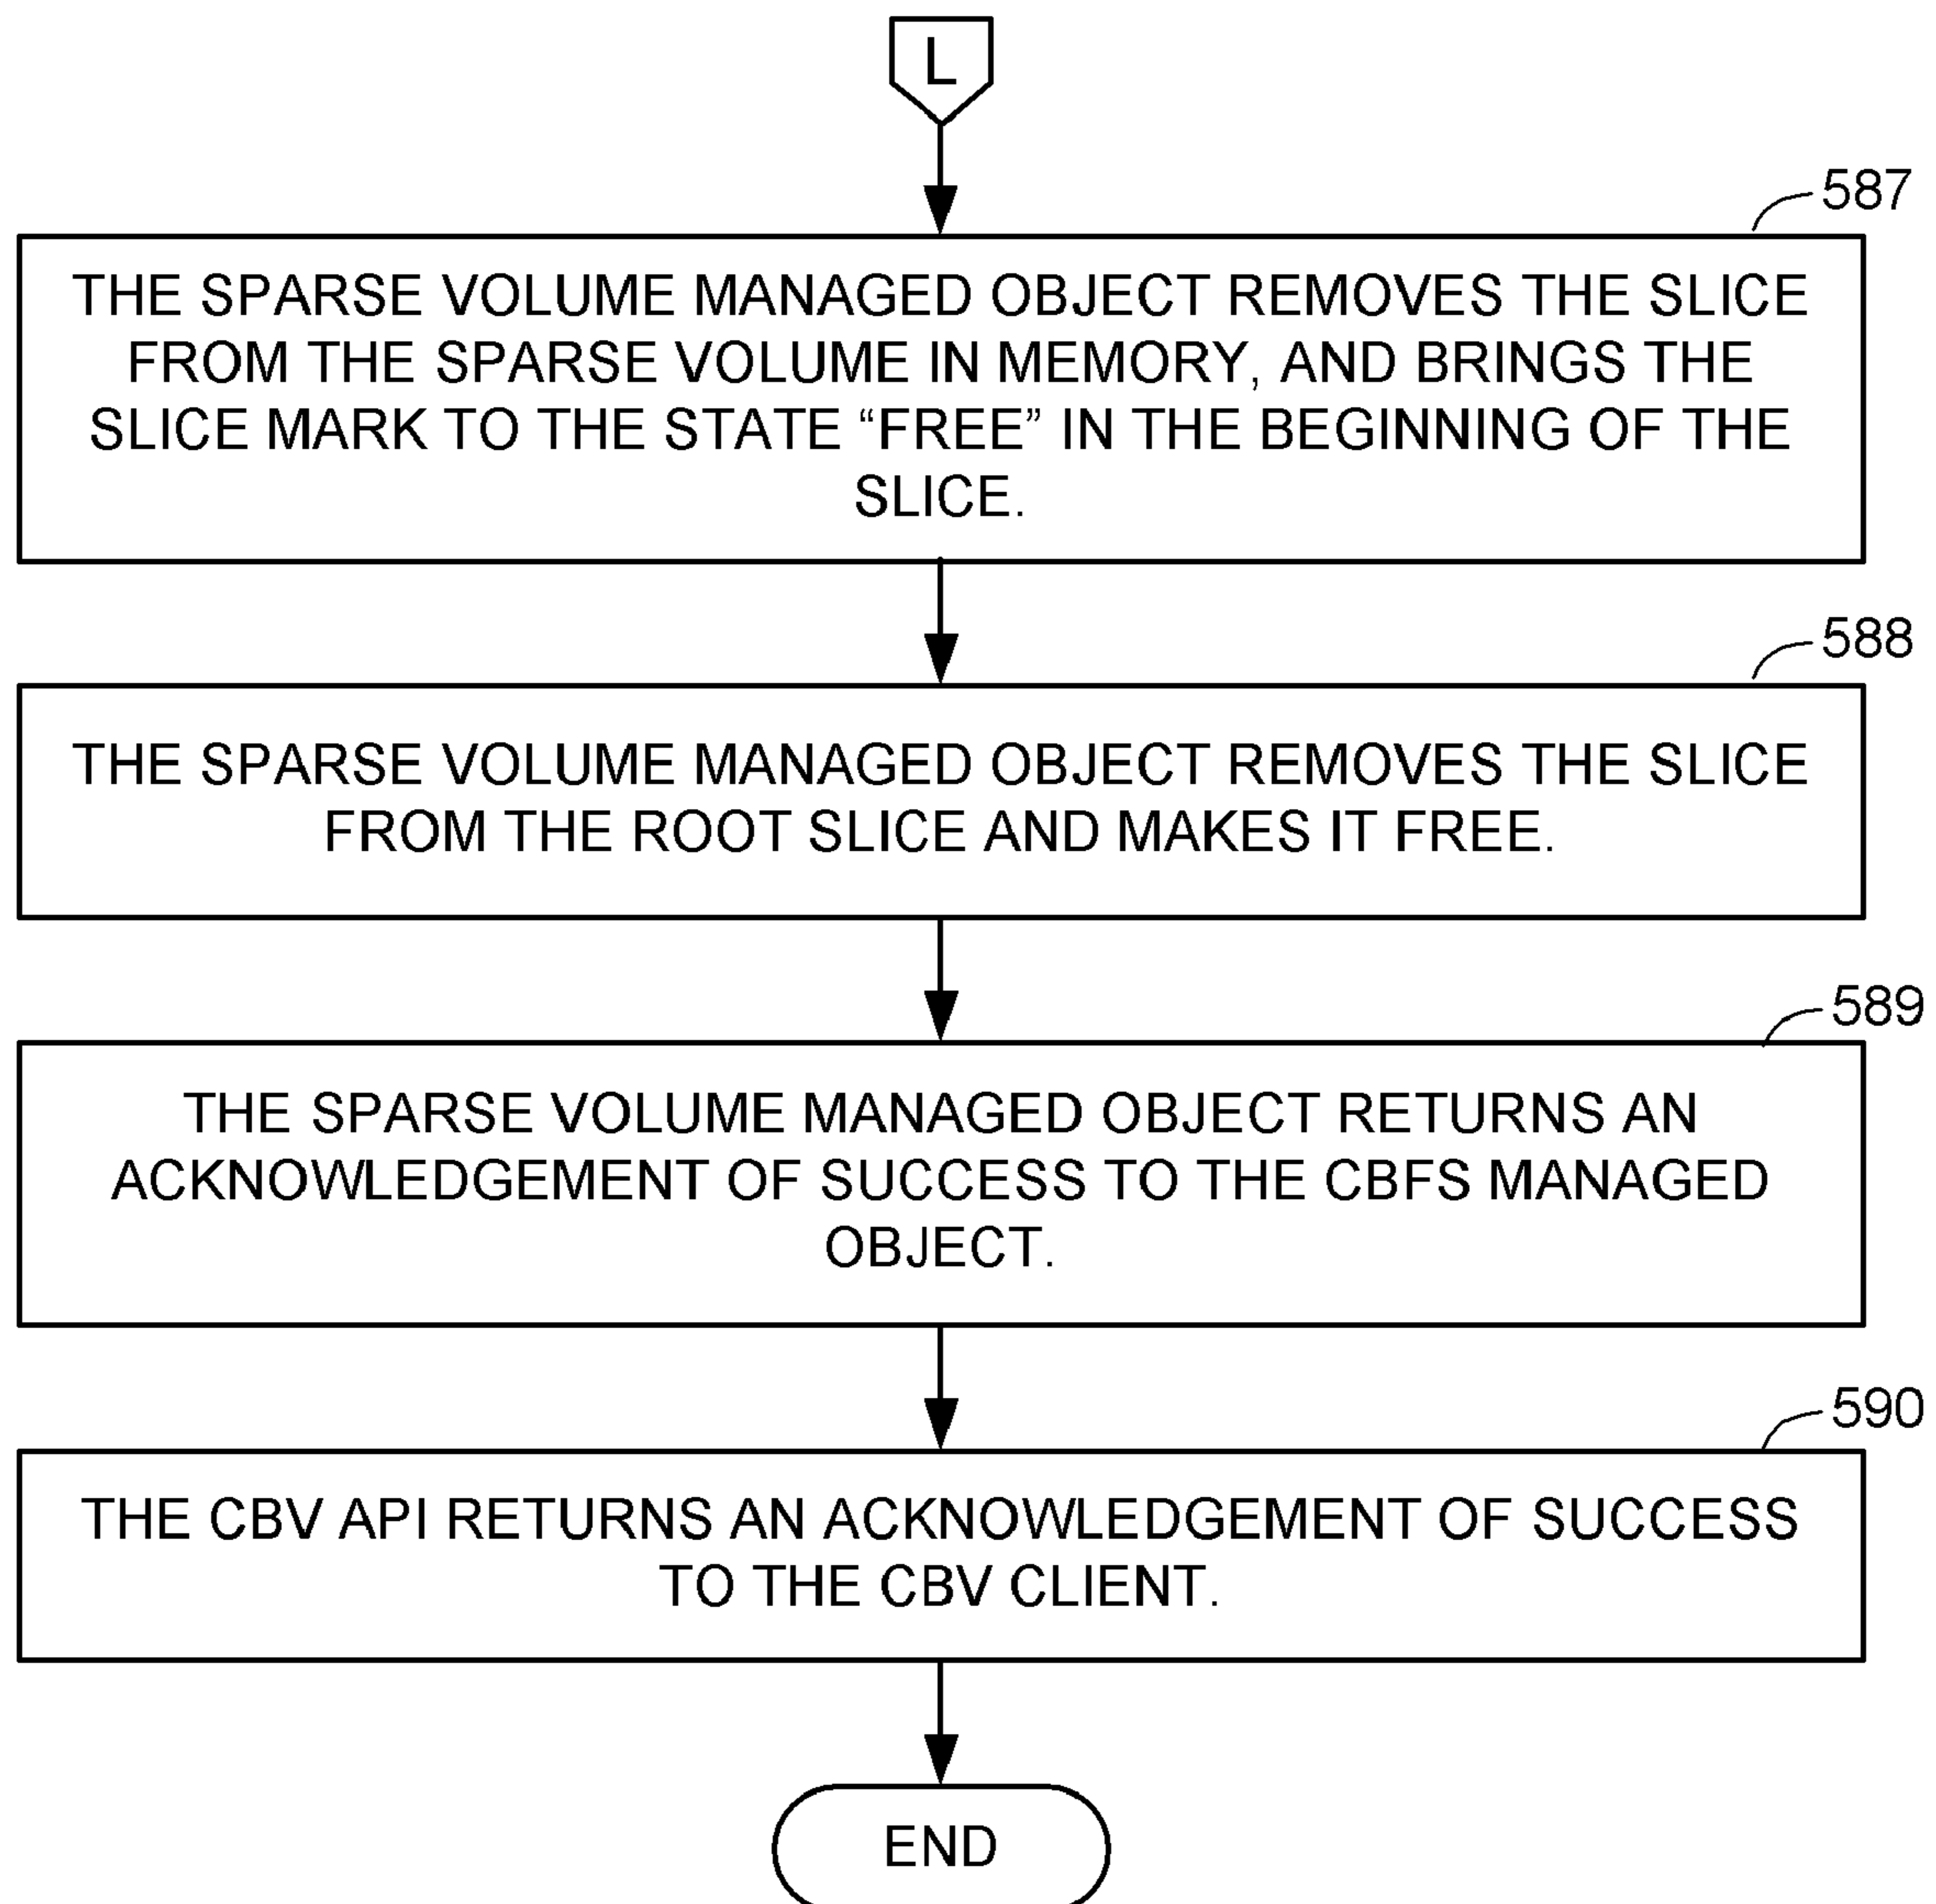 L
587
THE SPARSE VOLUME MANAGED OBJECT REMOVES THE SLICE
FROM THE SPARSE VOLUME IN MEMORY, AND BRINGS THE
SLICE MARK TO THE STATE “FREE” IN THE BEGINNING OF THE
SLICE.
588
THE SPARSE VOLUME MANAGED OBJECT REMOVES THE SLICE
FROM THE ROOT SLICE AND MAKES IT FREE.
589
THE SPARSE VOLUME MANAGED OBJECT RETURNS AN
ACKNOWLEDGEMENT OF SUCCESS TO THE CBFS MANAGED
OBJECT.
590
THE CBV API RETURNS AN ACKNOWLEDGEMENT OF SUCCESS
TO THE CBV CLIENT.
END